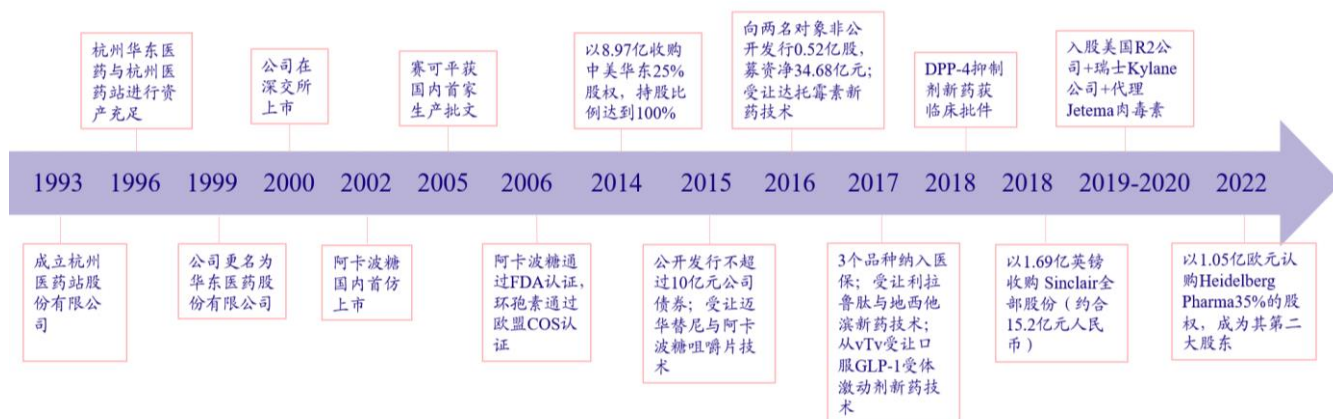 杭州华东医
药与杭州医
药站进行资
产充足
公司在
深交所
上市
赛可平获
国内首家
生产批文
以8.97亿收购
中美华东25%
股权，持股比
例达到100%
向两名对象非公
开发行0.52亿股，
募资净34.68亿元；
受让达托霉素新
药技术
DPP-4抑制
剂新药获
临床批件
入股美国R2公
司+瑞士Kylane
公司+代理
Jetema肉毒素
1993 1996 1999 2000 2002 2005 2006 2014 2015 2016 2017 2018 2018 2019-2020 2022
成立杭州
医药站股
份有限公
司
公司更名为
华东医药股
份有限公司
阿卡波糖
国内首仿
上市
阿卡波糖通
过FDA认证，
环孢素通过
欧盟COS认
证
公开发行不超
过10亿元公司
债券；受让迈
华替尼与阿卡
波糖咀嚼片技
术
3个品种纳入医
保；受让利拉
鲁肽与地西他
滨新药技术；
从vTv受让口
服GLP-1受体
激动剂新药技
术
以1.69亿英镑
收购 Sinclair全
部股份（约合
15.2亿元人民
币）
以1.05亿欧元认
购Heidelberg
Pharma35%的股
权，成为其第二
大股东